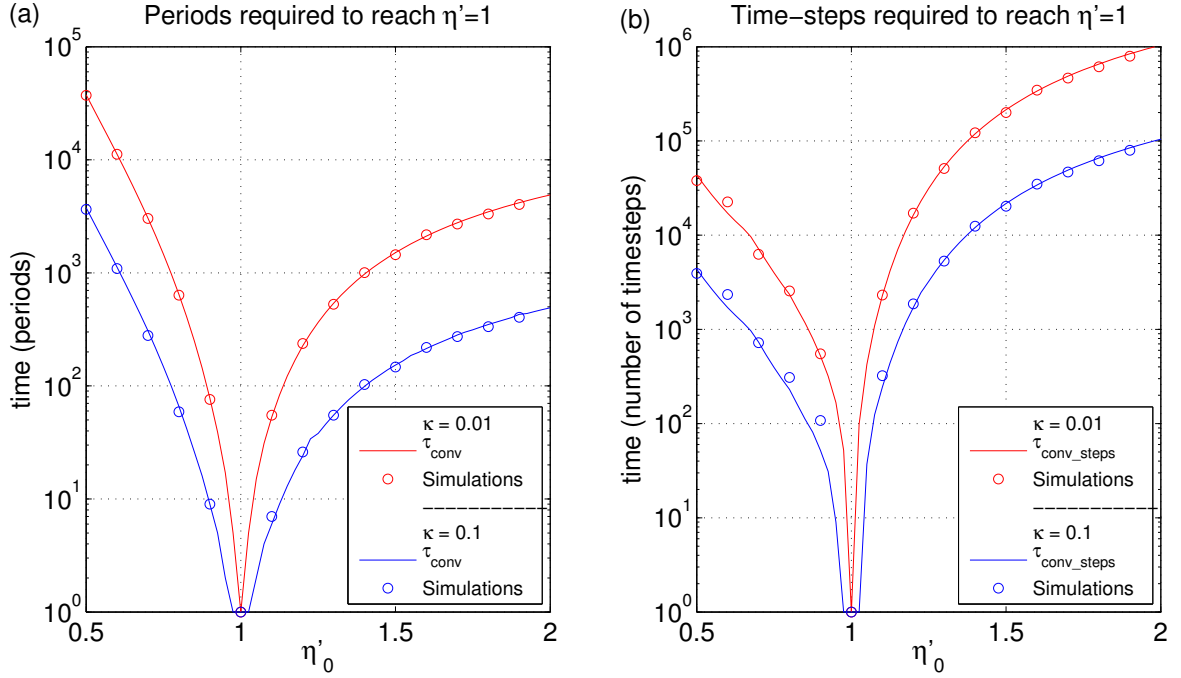 (a)
Periods required to reach η'=1
10^5
10^4
10^3
10^2
10^1
10^0
time (periods)
0.5
1
1.5
2
η'_0
κ = 0.01
τ_conv
Simulations
κ = 0.1
τ_conv
Simulations
(b)
Time−steps required to reach η'=1
10^6
10^5
10^4
10^3
10^2
10^1
10^0
time (number of timesteps)
0.5
1
1.5
2
η'_0
κ = 0.01
τ_conv_steps
Simulations
κ = 0.1
τ_conv_steps
Simulations